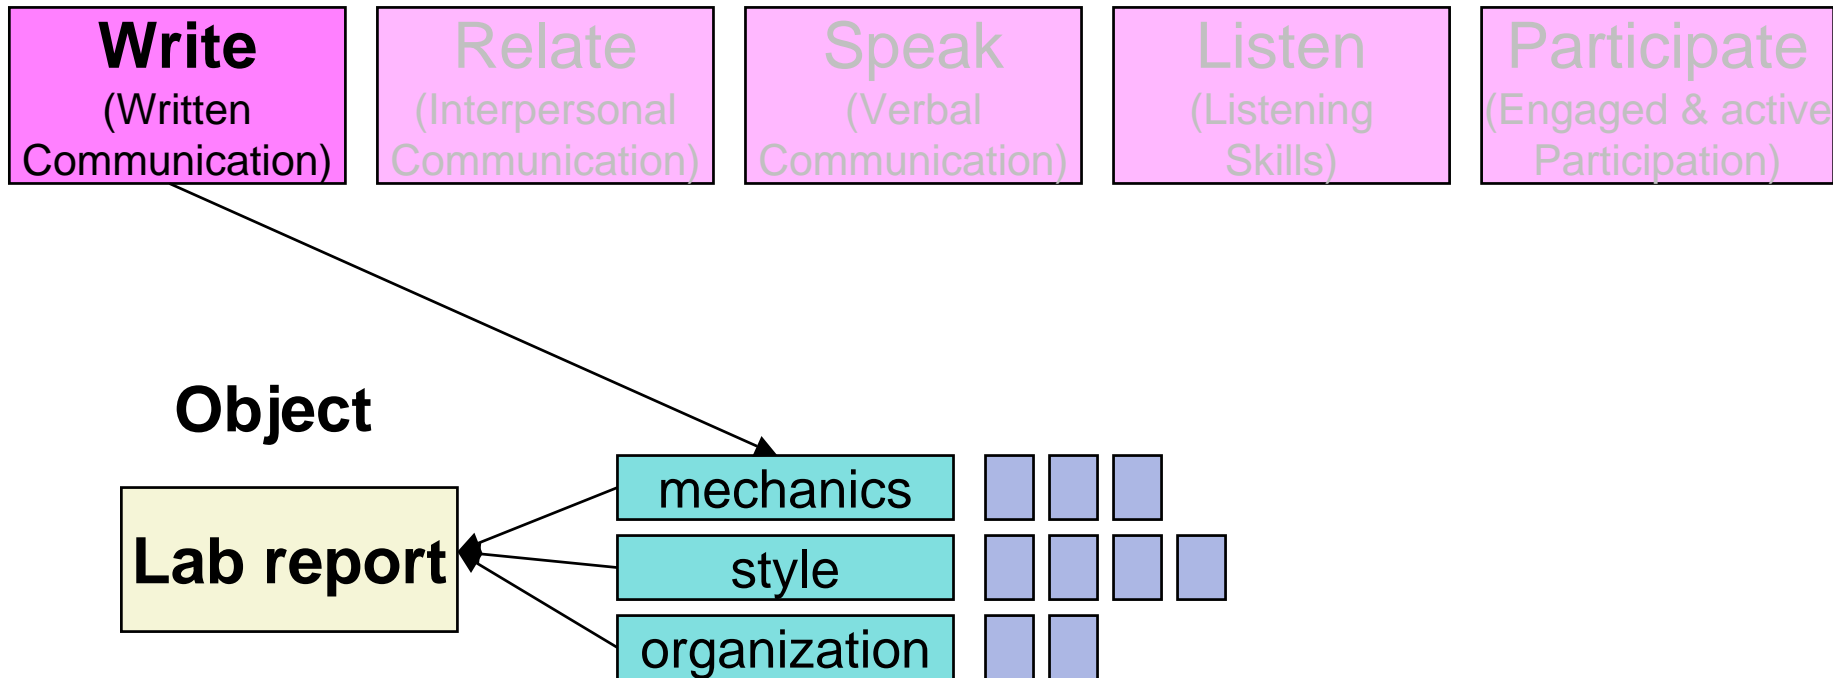 Write
(Written
Communication)
Relate
(Interpersonal
Communication)
Speak
(Verbal
Communication)
Listen
(Listening
Skills)
Participate
(Engaged & active
Participation)
Object
Lab report
mechanics
style
organization